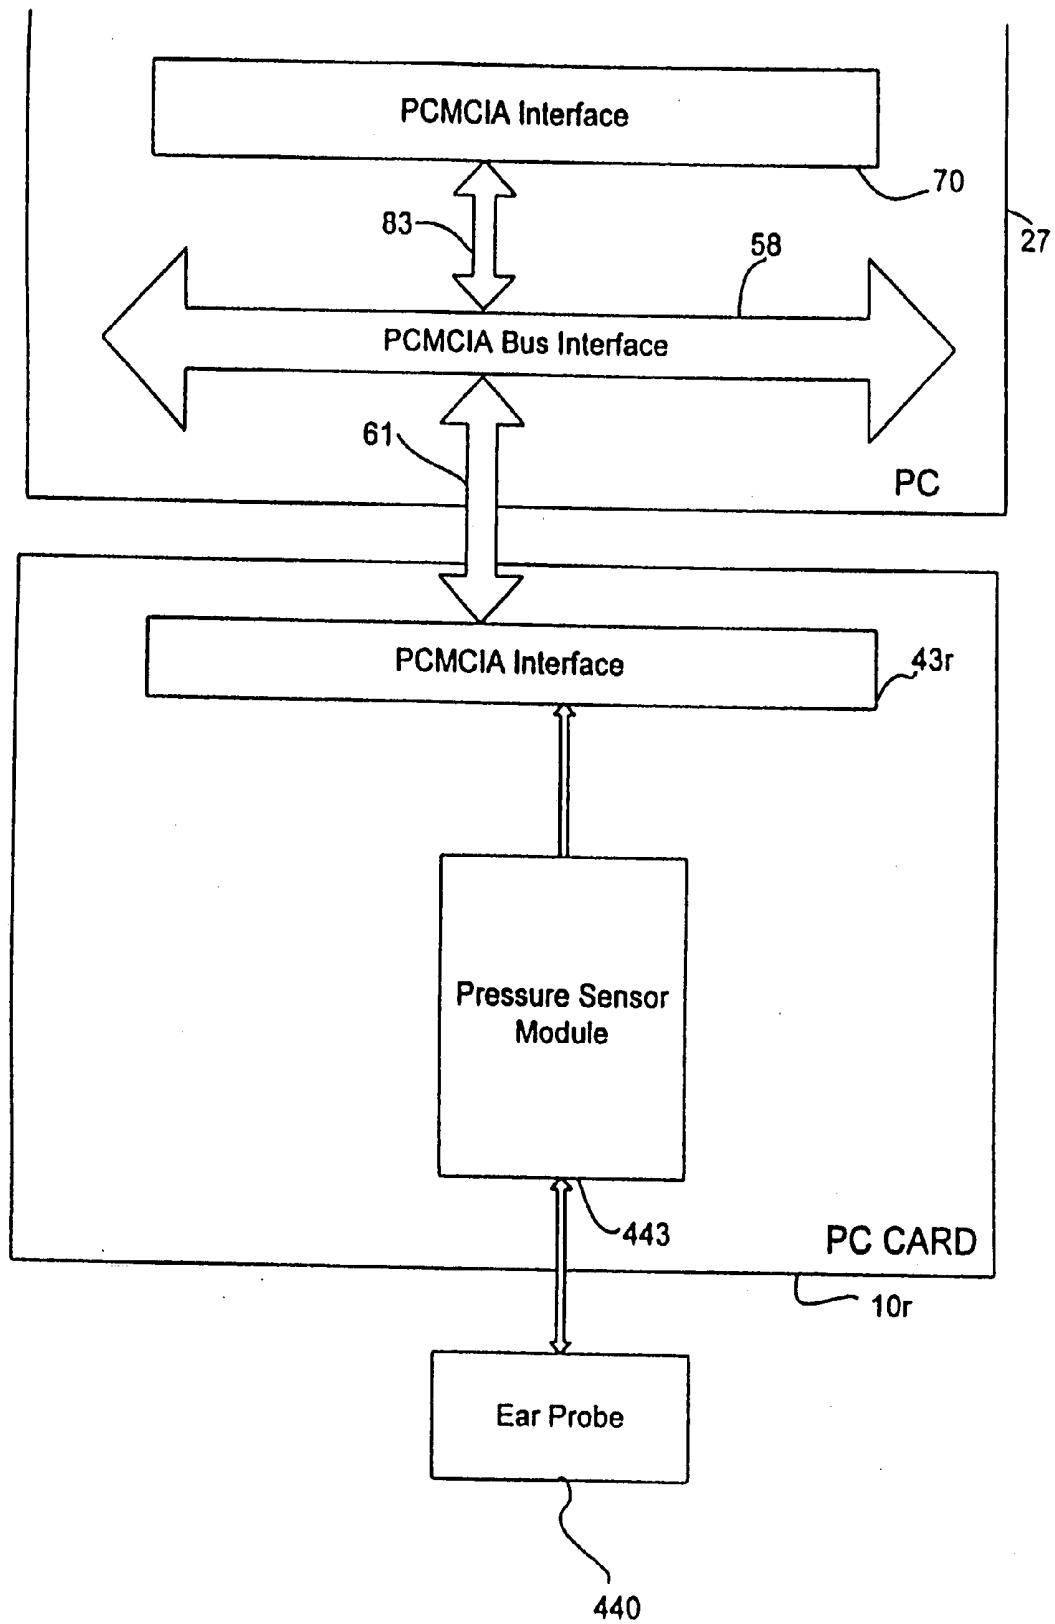 PCMCIA Interface
70
83
27
58
PCMCIA Bus Interface
61
PC
PCMCIA Interface
43r
Pressure Sensor
Module
443
PC CARD
10r
Ear Probe
440